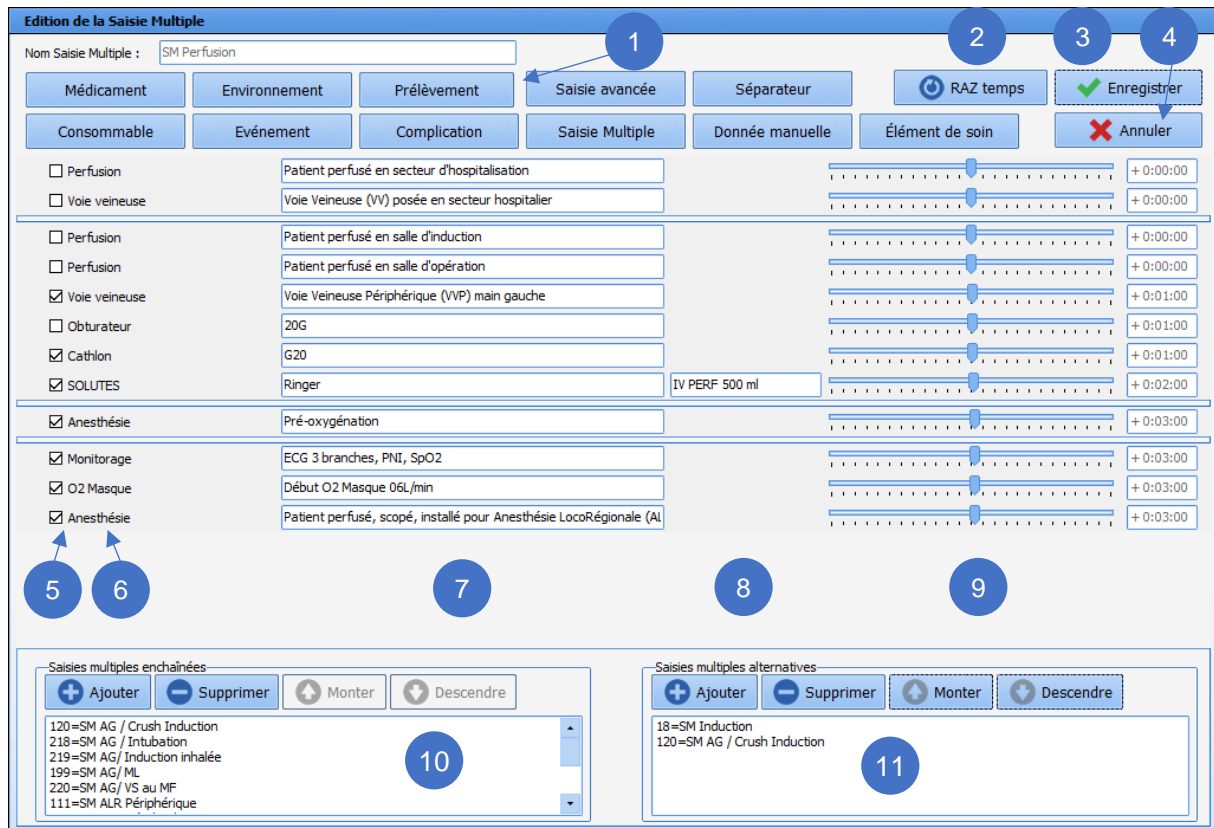 Edition de la Saisie Multiple
Nom Saisie Multiple : SM Perfusion
1 2 3 4
Médicament Environnement Prélèvement Saisie avancée Séparateur RAZ temps Enregistrer
Consommable Evénement Complication Saisie Multiple Donnée manuelle Élément de soin Annuler
Perfusion Patient perfusé en secteur d'hospitalisation + 0:00:00
Voie veineuse Voie Veineuse (VV) posée en secteur hospitalier + 0:00:00
Perfusion Patient perfusé en salle d'induction + 0:00:00
Perfusion Patient perfusé en salle d'opération + 0:00:00
Voie veineuse Voie Veineuse Périphérique (VVP) main gauche + 0:01:00
Obturateur 20G + 0:01:00
Cathlon G20 + 0:01:00
SOLUTES Ringer IV PERF 500 ml + 0:02:00
Anesthésie Pré-oxygénation + 0:03:00
Monitorage ECG 3 branches, PNI, SpO2 + 0:03:00
O2 Masque Début O2 Masque 06L/min + 0:03:00
Anesthésie Patient perfusé, scopé, installé pour Anesthésie LocoRégionale (AL + 0:03:00
5 6 7 8 9
Saisies multiples enchaînées
Ajouter Supprimer Monter Descendre
120=SM AG / Crush Induction
218=SM AG / Intubation
219=SM AG/ Induction inhalée
199=SM AG/ ML
220=SM AG/ VS au MF
111=SM ALR Périphérique
10
Saisies multiples alternatives
Ajouter Supprimer Monter Descendre
18=SM Induction
120=SM AG / Crush Induction
11